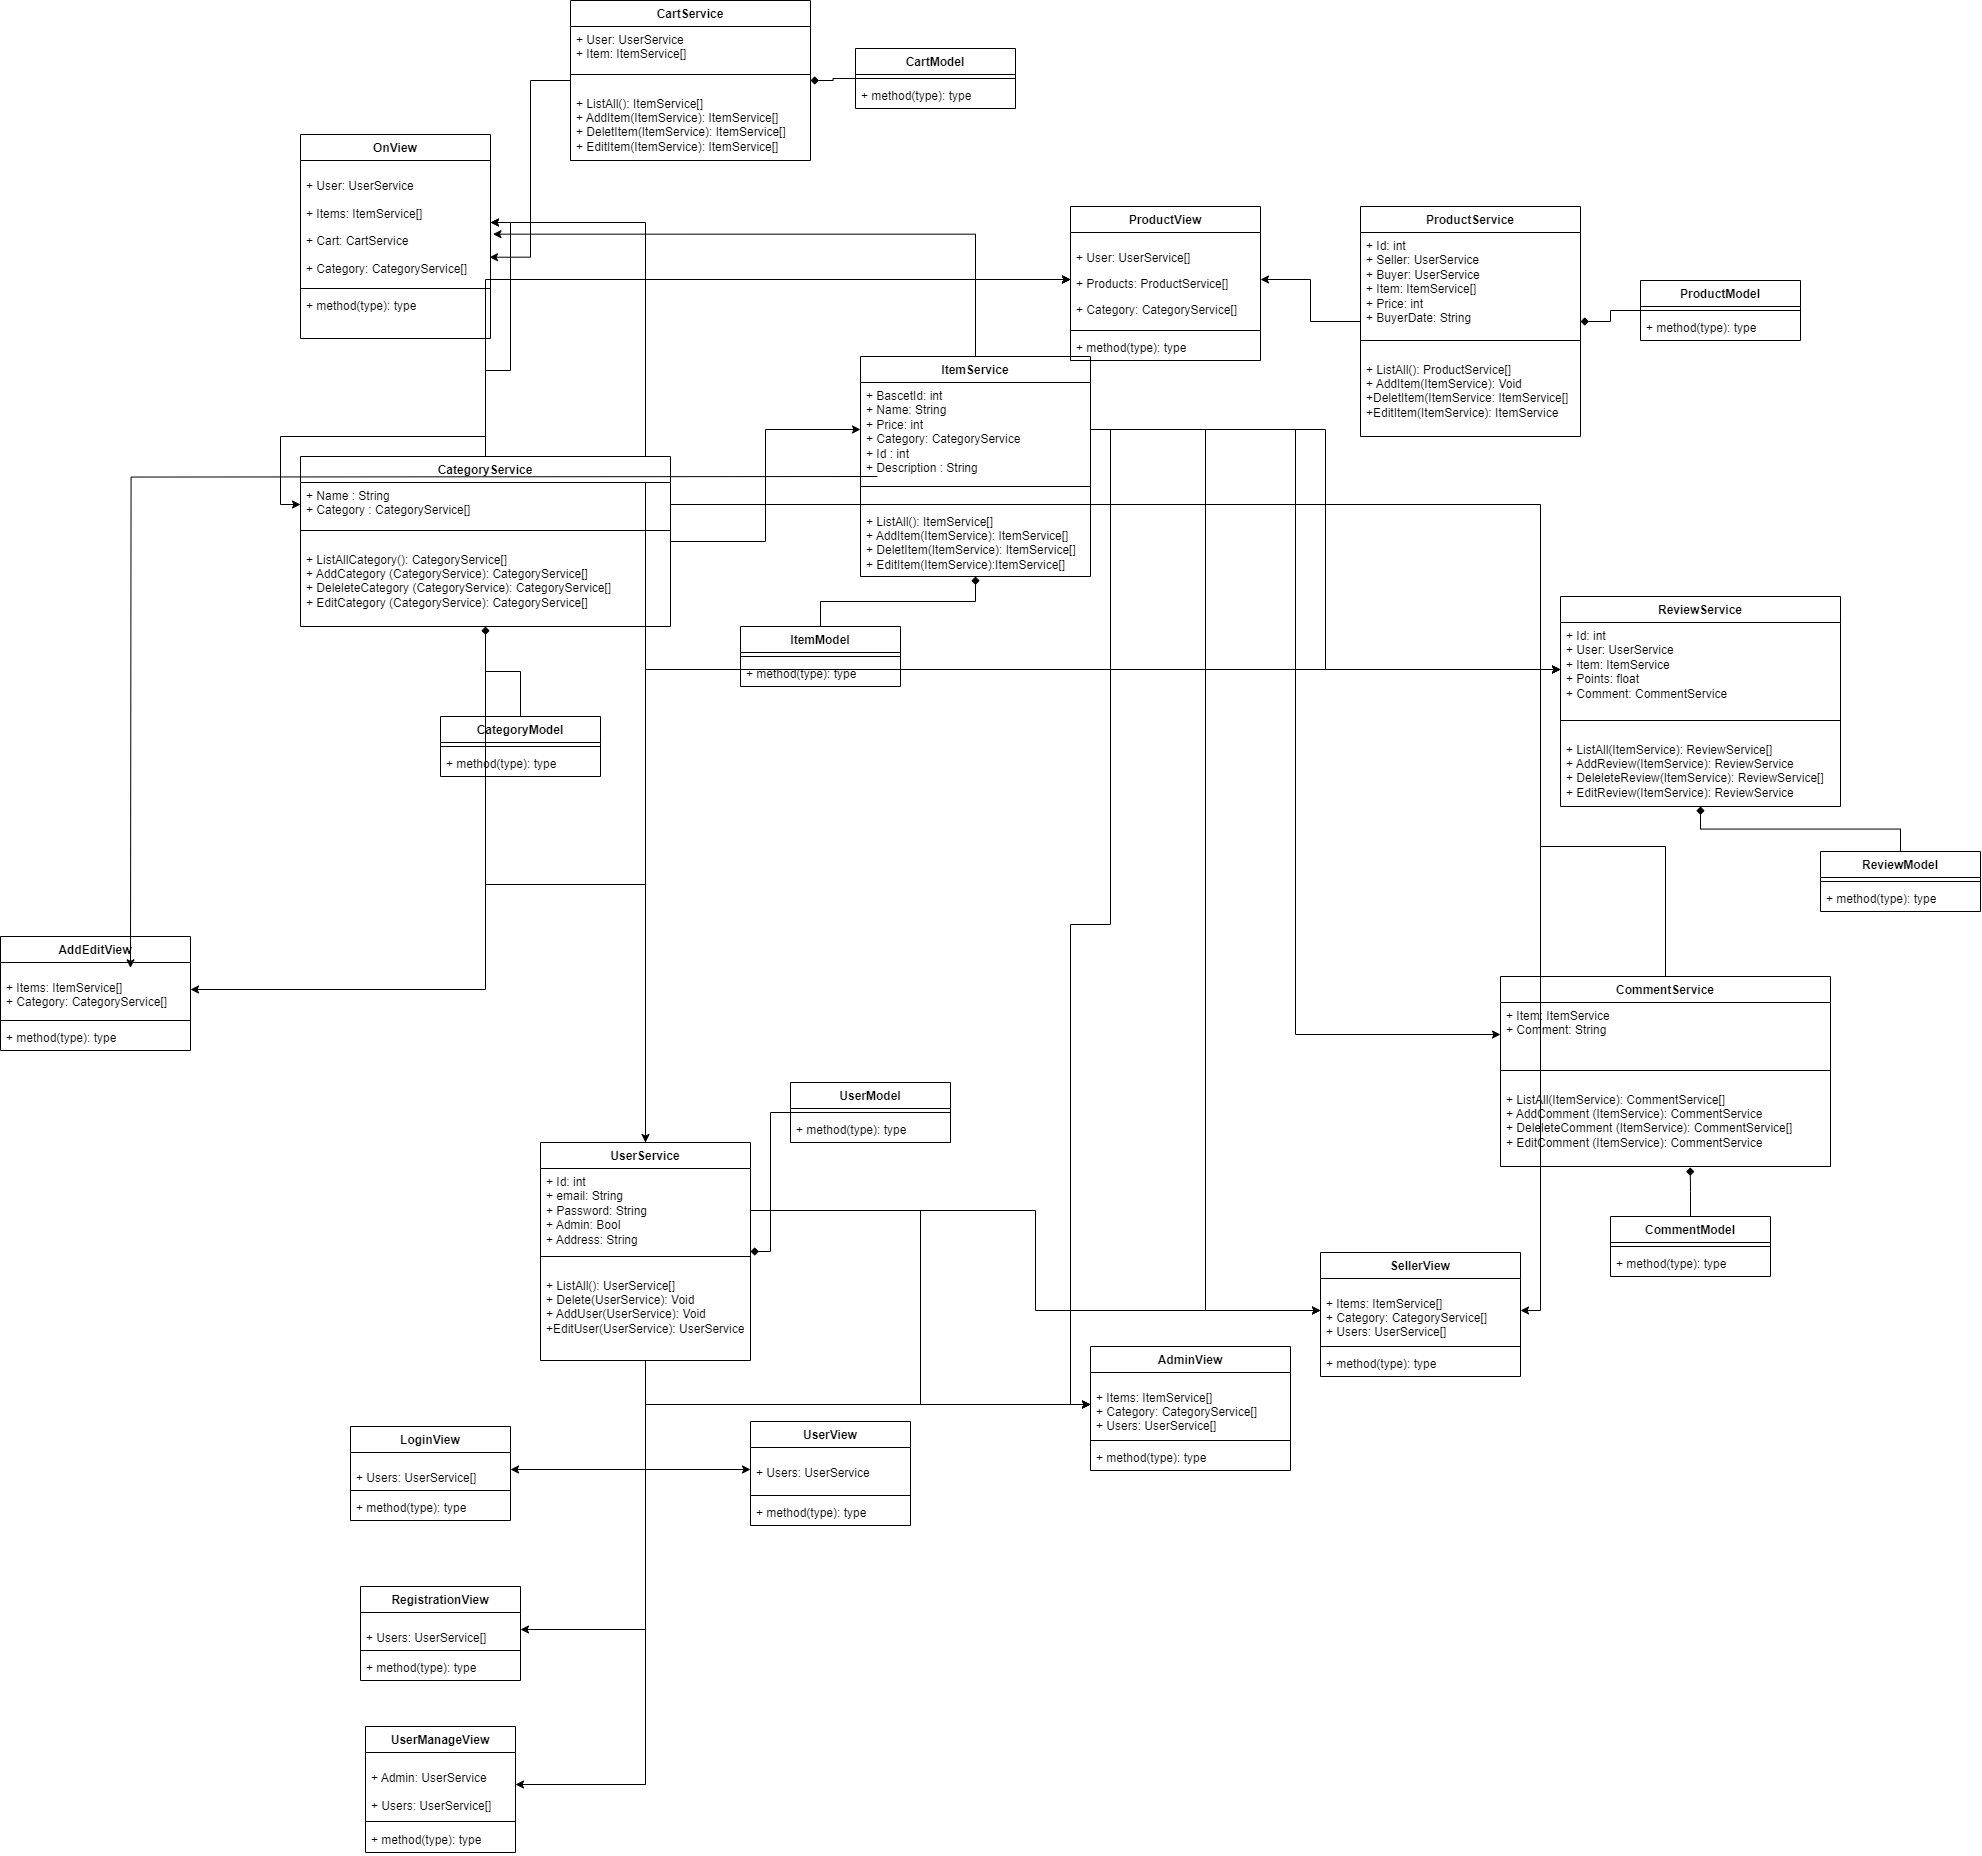 CartService
+ User: UserService
+ Item: ItemService[]
+ ListAll(): ItemService[]
+ AddItem(ItemService): ItemService[]
+ DeletItem(ItemService): ItemService[]
+ EditItem(ItemService): ItemService[]
CartModel
+ method(type): type
OnView
+ User: UserService
+ Items: ItemService[]
+ Cart: CartService
+ Category: CategoryService[]
+ method(type): type
ProductView
+ User: UserService[]
+ Products: ProductService[]
+ Category: CategoryService[]
+ method(type): type
ProductService
+ Id: int
+ Seller: UserService
+ Buyer: UserService
+ Item: ItemService[]
+ Price: int
+ BuyerDate: String
+ ListAll(): ProductService[]
+ AddItem(ItemService): Void
+DeletItem(ItemService: ItemService[]
+EditItem(ItemService): ItemService
ProductModel
+ method(type): type
ItemService
+ BascetId: int
+ Name: String
+ Price: int
+ Category: CategoryService
+ Id : int
+ Description : String
+ ListAll(): ItemService[]
+ AddItem(ItemService): ItemService[]
+ DeletItem(ItemService): ItemService[]
+ EditItem(ItemService):ItemService[]
CategoryService
+ Name : String
+ Category : CategoryService[]
+ ListAllCategory(): CategoryService[]
+ AddCategory (CategoryService): CategoryService[]
+ DeleleteCategory (CategoryService): CategoryService[]
+ EditCategory (CategoryService): CategoryService[]
ItemModel
+ method(type): type
ReviewService
+ Id: int
+ User: UserService
+ Item: ItemService
+ Points: float
+ Comment: CommentService
+ ListAll(ItemService): ReviewService[]
+ AddReview(ItemService): ReviewService
+ DeleleteReview(ItemService): ReviewService[]
+ EditReview(ItemService): ReviewService
CategoryModel
+ method(type): type
ReviewModel
+ method(type): type
AddEditView
+ Items: ItemService[]
+ Category: CategoryService[]
+ method(type): type
CommentService
+ Item: ItemService
+ Comment: String
+ ListAll(ItemService): CommentService[]
+ AddComment (ItemService): CommentService
+ DeleleteComment (ItemService): CommentService[]
+ EditComment (ItemService): CommentService
UserModel
+ method(type): type
UserService
+ Id: int
+ email: String
+ Password: String
+ Admin: Bool
+ Address: String
+ ListAll(): UserService[]
+ Delete(UserService): Void
+ AddUser(UserService): Void
+EditUser(UserService): UserService
CommentModel
+ method(type): type
SellerView
+ Items: ItemService[]
+ Category: CategoryService[]
+ Users: UserService[]
+ method(type): type
AdminView
+ Items: ItemService[]
+ Category: CategoryService[]
+ Users: UserService[]
+ method(type): type
LoginView
+ Users: UserService[]
+ method(type): type
UserView
+ Users: UserService
+ method(type): type
RegistrationView
+ Users: UserService[]
+ method(type): type
UserManageView
+ Admin: UserService
+ Users: UserService[]
+ method(type): type